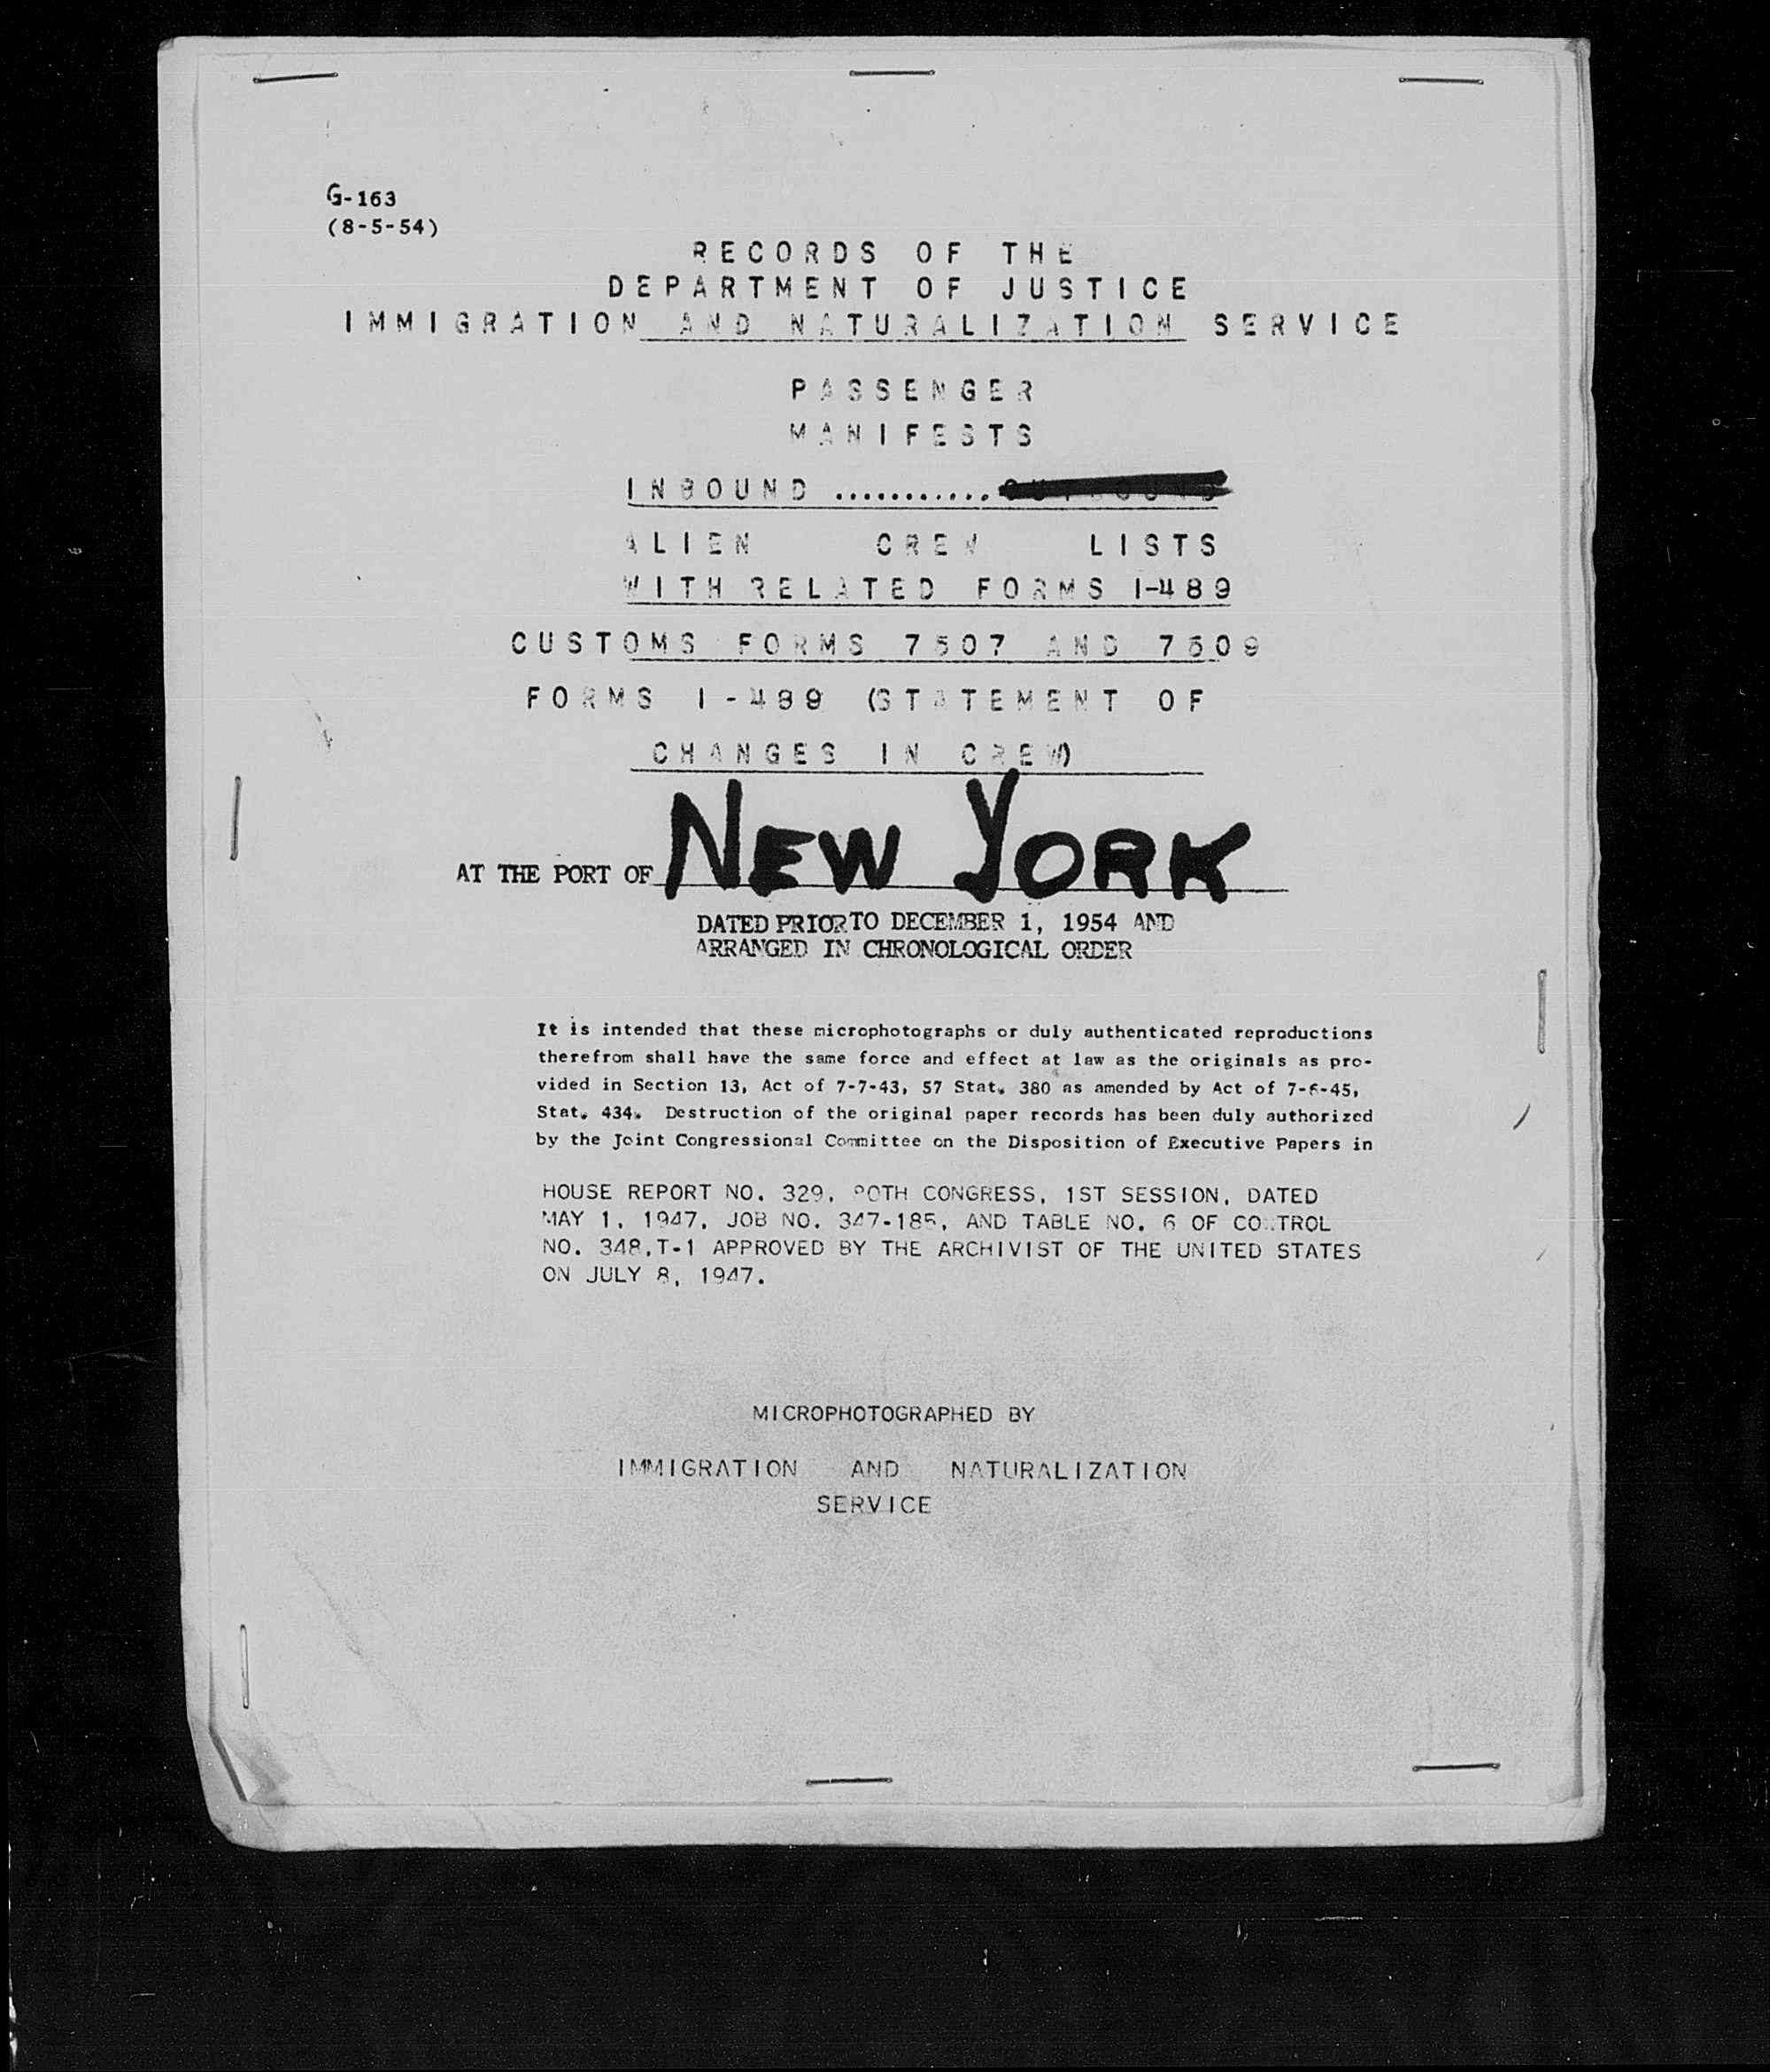 G-163
(8-5-54)
RECORDS OF THE
DEPARTMENT OF JUSTICE
IMMIGRATION AND NATURALIZATION SERVICE
PASSENGER
MANIFESTS
INBOUND ........... OUTBOUND
ALIEN CREW LISTS
WITH RELATED FORMS I-489
CUSTOMS FORMS 7507 AND 7509
FORMS I-489 (STATEMENT OF
CHANGES IN CREW)
AT THE PORT OF NEW YORK
DATED PRIOR TO DECEMBER 1, 1954 AND
ARRANGED IN CHRONOLOGICAL ORDER
It is intended that these microphotographs or duly authenticated reproductions
therefrom shall have the same force and effect at law as the originals as pro-
vided in Section 13, Act of 7-7-43, 57 Stat. 380 as amended by Act of 7-6-45,
Stat. 434. Destruction of the original paper records has been duly authorized
by the Joint Congressional Committee on the Disposition of Executive Papers in
HOUSE REPORT NO. 329, 80TH CONGRESS, 1ST SESSION, DATED
MAY 1, 1947, JOB NO. 347-185, AND TABLE NO. 6 OF CONTROL
NO. 348,T-1 APPROVED BY THE ARCHIVIST OF THE UNITED STATES
ON JULY 8, 1947.
MICROPHOTOGRAPHED BY
IMMIGRATION AND NATURALIZATION
SERVICE